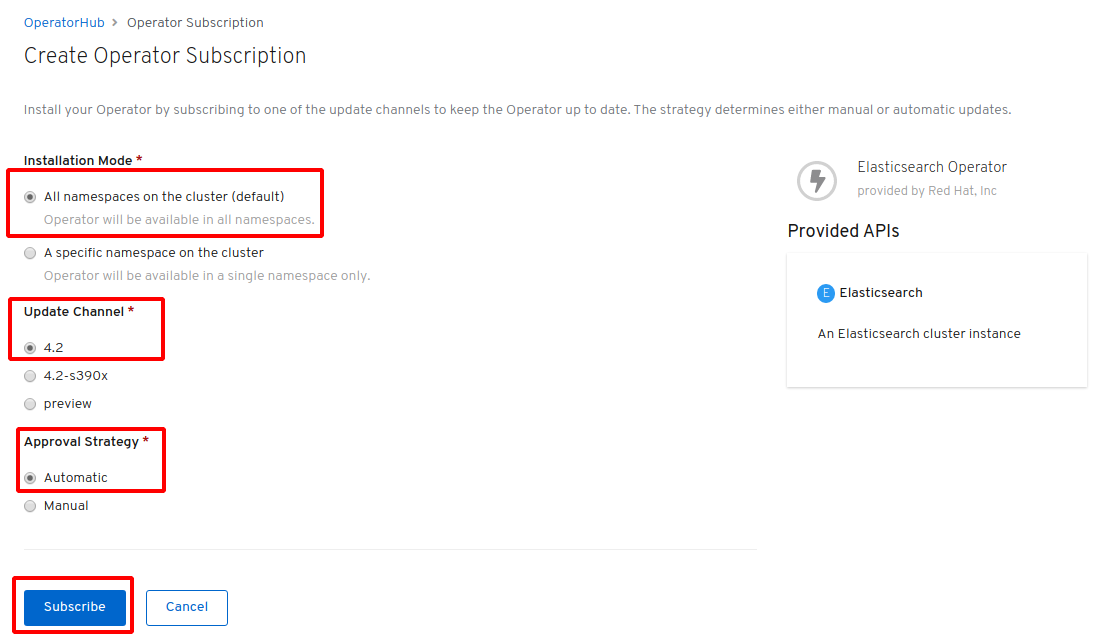 OperatorHub > Operator Subscription
Create Operator Subscription
Install your Operator by subscribing to one of the update channels to keep the Operator up to date. The strategy determines either manual or automatic updates.
Installation Mode *
All namespaces on the cluster (default)
Operator will be available in all namespaces.
A specific namespace on the cluster
Operator will be available in a single namespace only.
Update Channel *
4.2
4.2-s390x
preview
Approval Strategy *
Automatic
Manual
Subscribe
Cancel
Elasticsearch Operator
provided by Red Hat, Inc
Provided APIs
E Elasticsearch
An Elasticsearch cluster instance